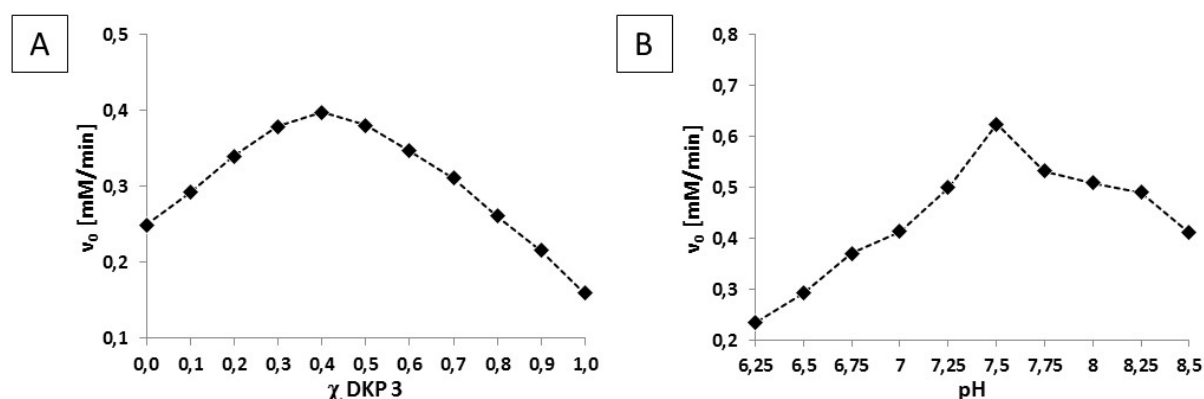 A
0,5
0,4
0,3
0,2
0,1
v₀ [mM/min]
0,0 0,1 0,2 0,3 0,4 0,5 0,6 0,7 0,8 0,9 1,0
χ DKP 3
B
0,8
0,7
0,6
0,5
0,4
0,3
0,2
v₀ [mM/min]
6,25 6,5 6,75 7 7,25 7,5 7,75 8 8,25 8,5
pH